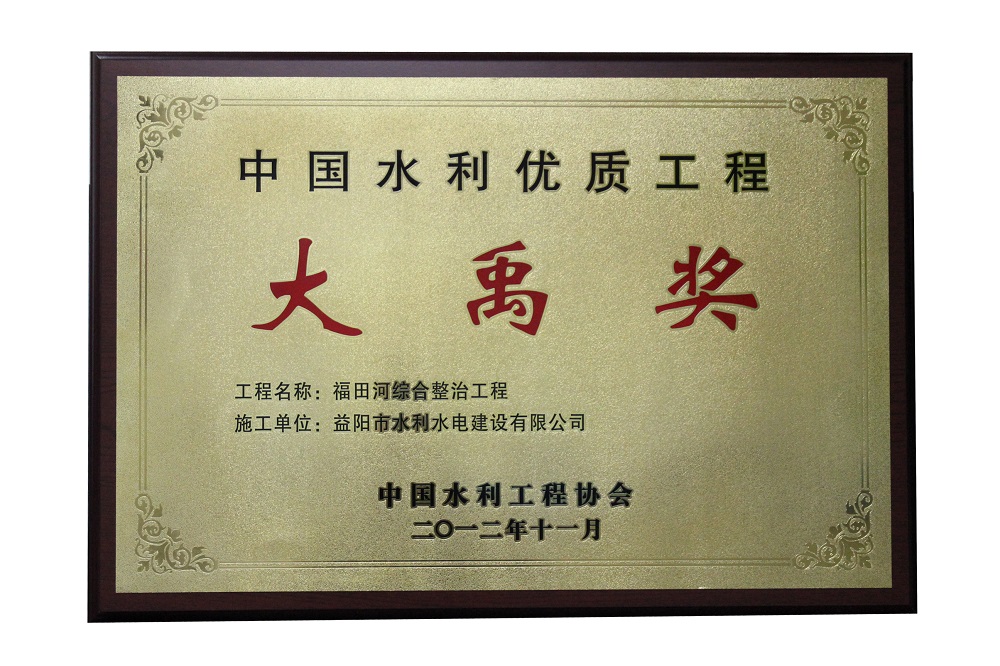 中国水利优质工程
大禹奖
工程名称：福田河综合整治工程
施工单位：益阳市水利水电建设有限公司
中国水利工程协会
二〇一二年十一月